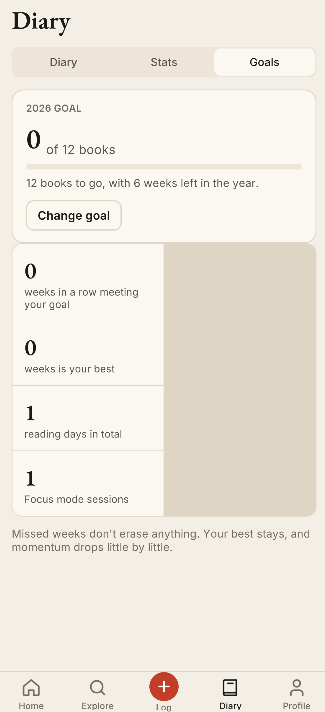 Diary
Diary
Stats
Goals
2026 GOAL
0 of 12 books
12 books to go, with 6 weeks left in the year.
Change goal
0
weeks in a row meeting
your goal
0
weeks is your best
1
reading days in total
1
Focus mode sessions
Missed weeks don't erase anything. Your best stays, and
momentum drops little by little.
Home
Explore
Log
Diary
Profile